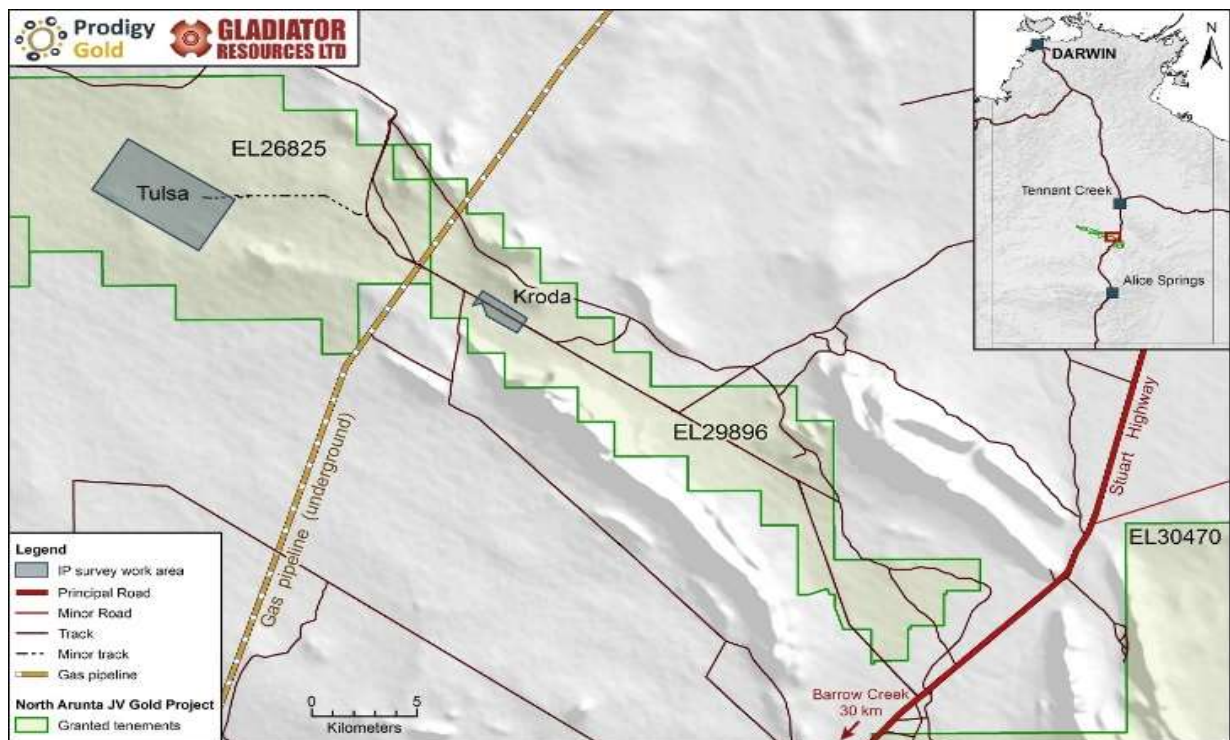 Prodigy
Gold
GLADIATOR
RESOURCES LTD
N
DARWIN
Tennant Creek
Alice Springs
EL26825
Tulsa
Kroda
EL29896
EL30470
Stuart Highway
Gas pipeline (underground)
Barrow Creek
30 km
Legend
IP survey work area
Principal Road
Minor Road
Track
Minor track
Gas pipeline
North Arunta JV Gold Project
Granted tenements
0 5
Kilometers